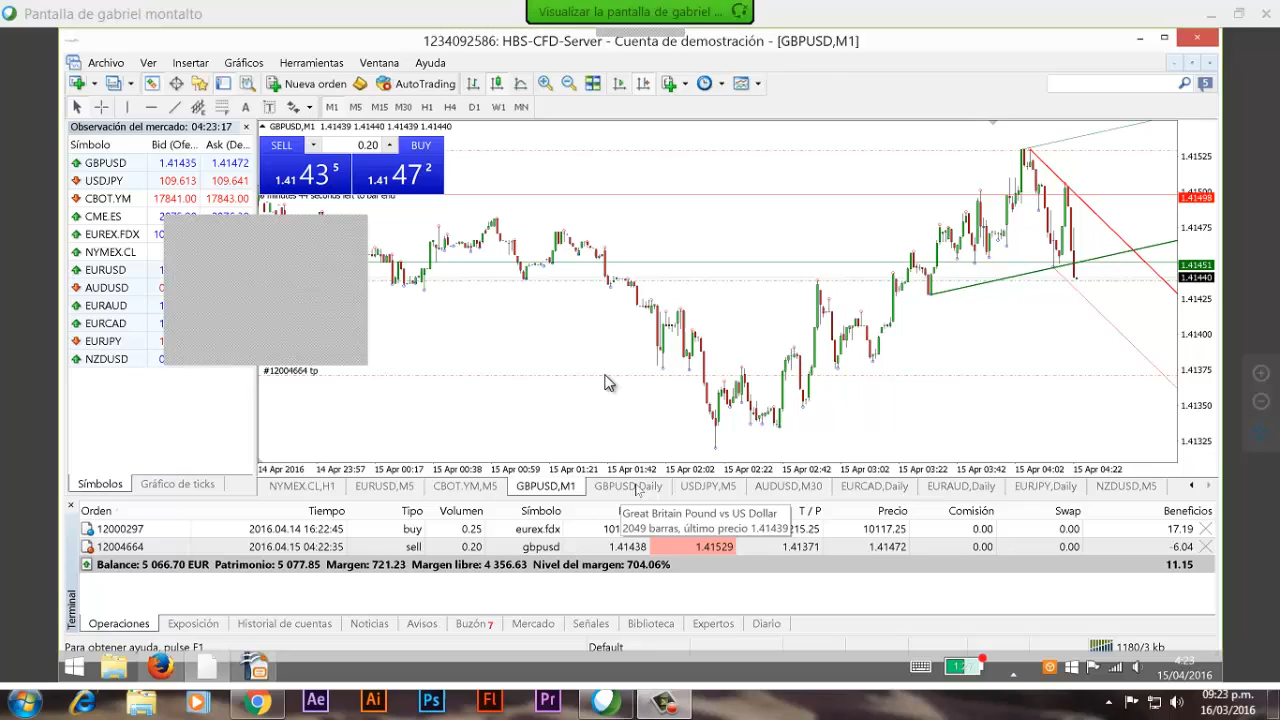 Pantalla de gabriel montalto
Visualizar la pantalla de gabriel ...
1234092586: HBS-CFD-Server - Cuenta de demostración - [GBPUSD,M1]
Archivo Ver Insertar Gráficos Herramientas Ventana Ayuda
Nueva orden AutoTrading 5
A T M1 M5 M15 M30 H1 H4 D1 W1 MN
Observación del mercado: 04:23:17
Símbolo Bid (Ofe... Ask (De...
GBPUSD 1.41435 1.41472
USDJPY 109.613 109.641
CBOT.YM 17841.00 17843.00
CME.ES
EUREX.FDX
NYMEX.CL
EURUSD
AUDUSD
EURAUD
EURCAD
EURJPY
NZDUSD
Símbolos Gráfico de ticks
GBPUSD,M1 1.41439 1.41440 1.41439 1.41440
SELL 0.20 BUY
1.41 43 5 1.41 47 2
minutes 44 seconds left to bar end
#12004664 tp
1.41525
1.41500
1.41498
1.41475
1.41451
1.41440
1.41425
1.41400
1.41375
1.41350
1.41325
14 Apr 2016 14 Apr 23:57 15 Apr 00:17 15 Apr 00:38 15 Apr 00:59 15 Apr 01:21 15 Apr 01:42 15 Apr 02:02 15 Apr 02:22 15 Apr 02:42 15 Apr 03:02 15 Apr 03:22 15 Apr 03:42 15 Apr 04:02 15 Apr 04:22
NYMEX.CL,H1 EURUSD,M5 CBOT.YM,M5 GBPUSD,M1 GBPUSD,Daily USDJPY,M5 AUDUSD,M30 EURCAD,Daily EURAUD,Daily EURJPY,Daily NZDUSD,M5
Great Britain Pound vs US Dollar
2049 barras, último precio 1.41439
Orden Tiempo Tipo Volumen Símbolo T / P Precio Comisión Swap Beneficios
12000297 2016.04.14 16:22:45 buy 0.25 eurex.fdx 10117.25 0.00 0.00 17.19
12004664 2016.04.15 04:22:35 sell 0.20 gbpusd 1.41438 1.41529 1.41371 1.41472 0.00 0.00 -6.04
Balance: 5 066.70 EUR Patrimonio: 5 077.85 Margen: 721.23 Margen libre: 4 356.63 Nivel del margen: 704.06% 11.15
Terminal
Operaciones Exposición Historial de cuentas Noticias Avisos Buzón 7 Mercado Señales Biblioteca Expertos Diario
Para obtener ayuda, pulse F1 Default 1180/3 kb
4:23
15/04/2016
Ae Ai Ps Fl Pr
09:23 p.m.
16/03/2016